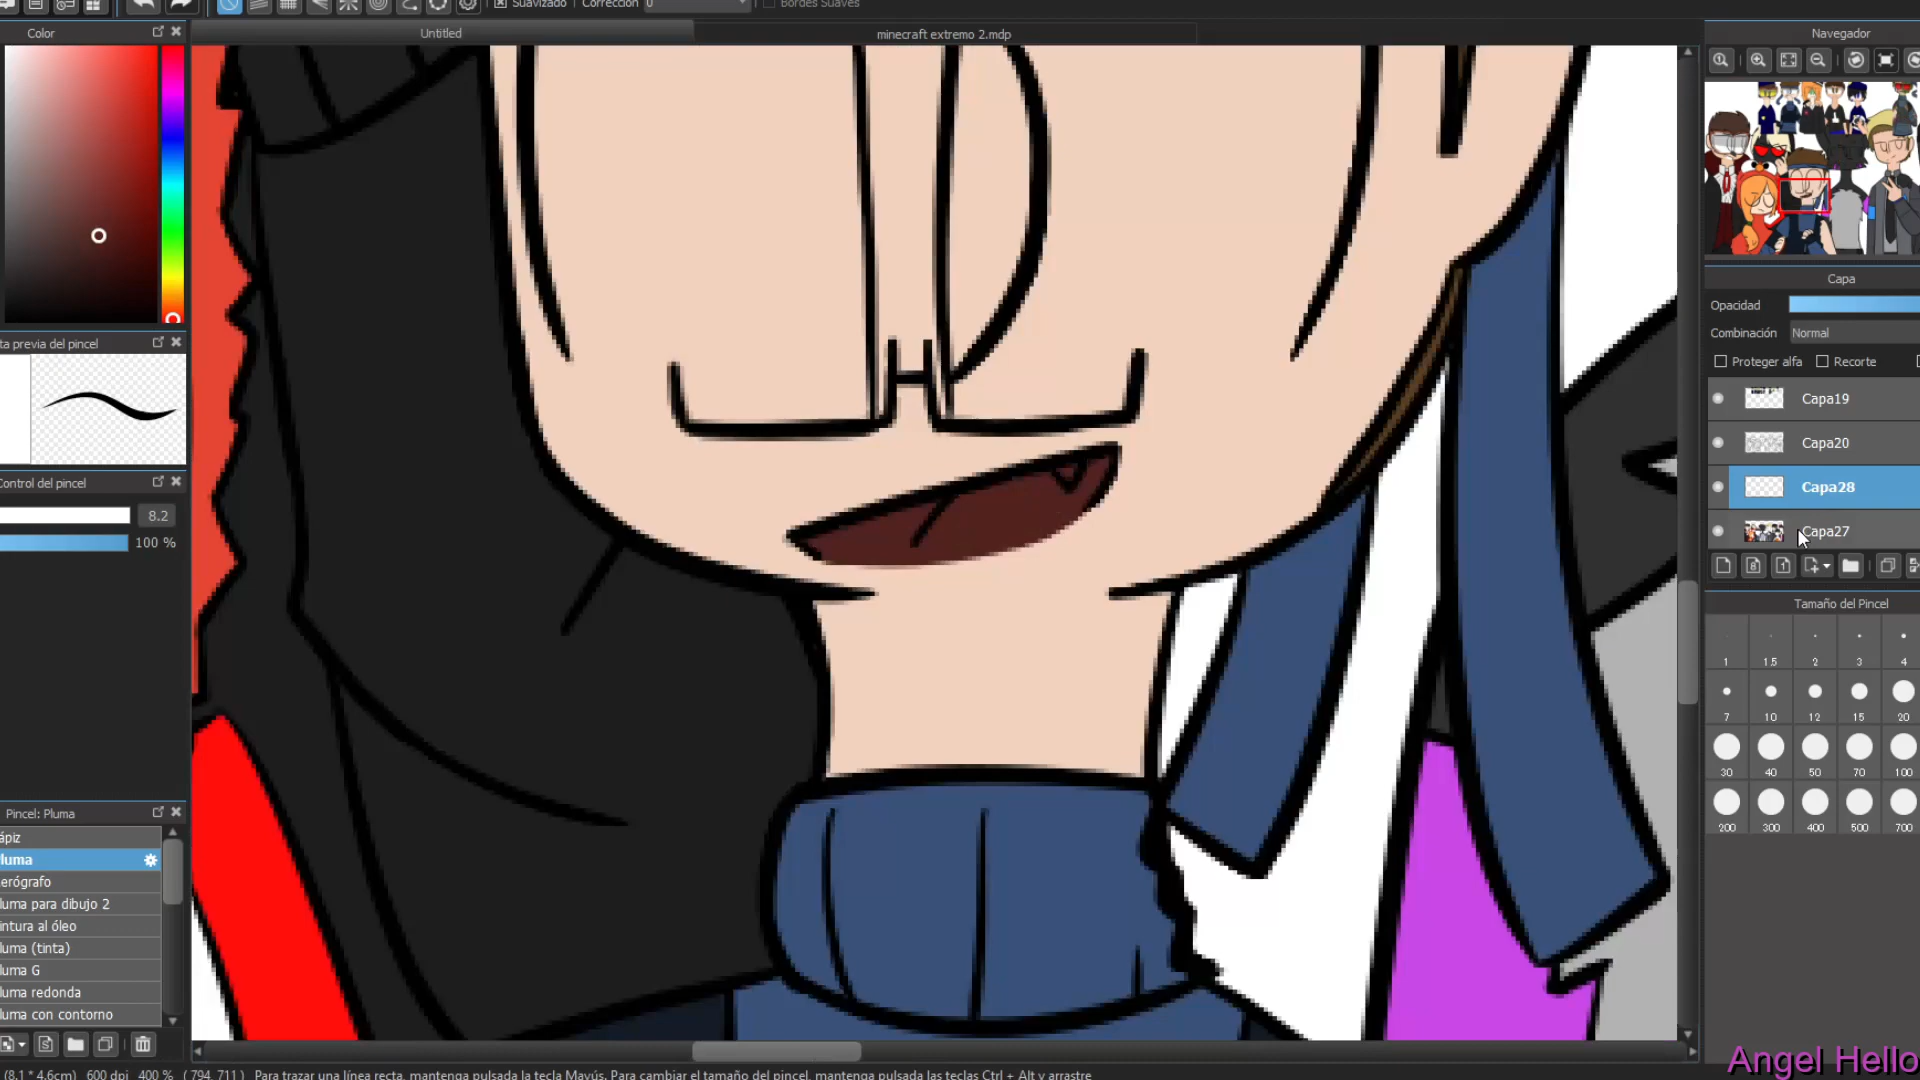 Suavizado Corrección 0 Bordes Suaves
Color
Untitled
minecraft extremo 2.mdp
Navegador
Capa
Opacidad
Combinación Normal
Proteger alfa Recorte
Capa19
Capa20
Capa28
Capa27
ta previa del pincel
Control del pincel
8.2
100 %
Tamaño del Pincel
1 1.5 2 3 4
7 10 12 15 20
30 40 50 70 100
200 300 400 500 700
Pincel: Pluma
ápiz
luma
erógrafo
luma para dibujo 2
intura al óleo
luma (tinta)
luma G
luma redonda
luma con contorno
(8.1 * 4.6cm) 600 dpi 400 % ( 794, 711 ) Para trazar una línea recta, mantenga pulsada la tecla Mayús. Para cambiar el tamaño del pincel, mantenga pulsadas las teclas Ctrl + Alt y arrastre
Angel Hello